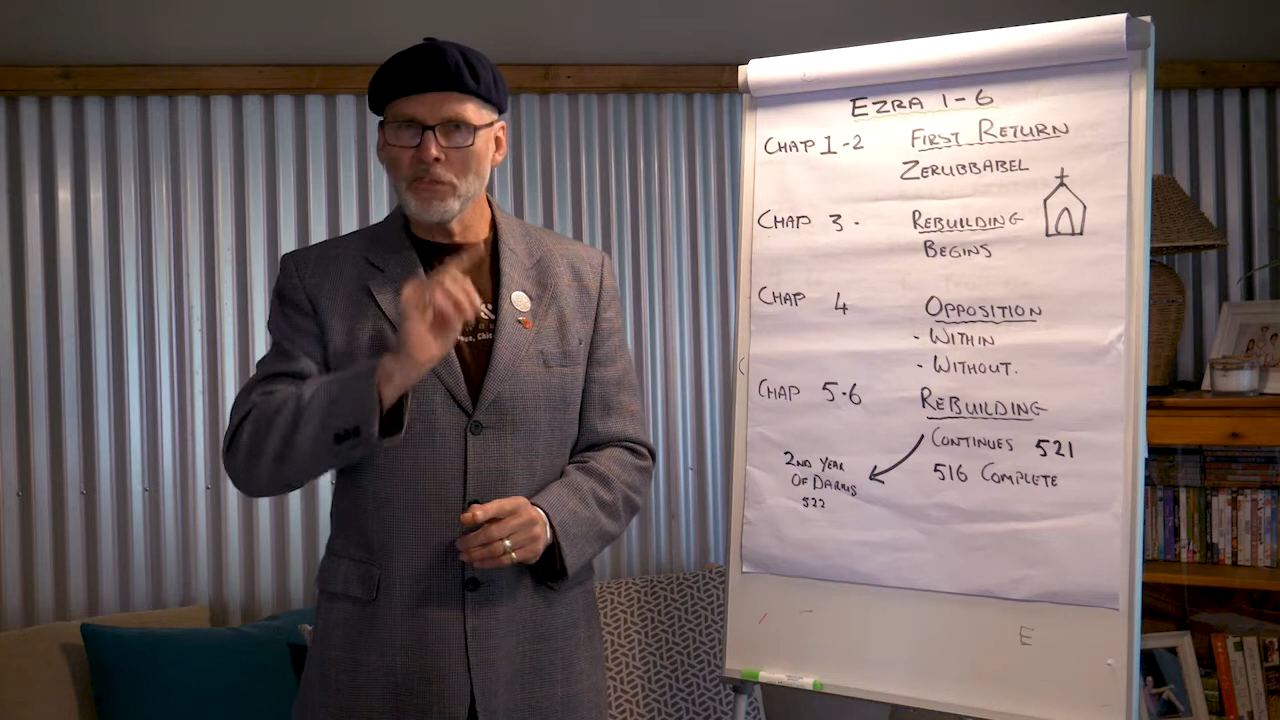 EZRA 1-6
CHAP 1-2 FIRST RETURN
ZERUBBABEL
CHAP 3. REBUILDING
BEGINS
CHAP 4 OPPOSITION
- WITHIN
- WITHOUT.
CHAP 5-6 REBUILDING
CONTINUES 521
516 COMPLETE
2ND YEAR
OF DARIUS
522
E